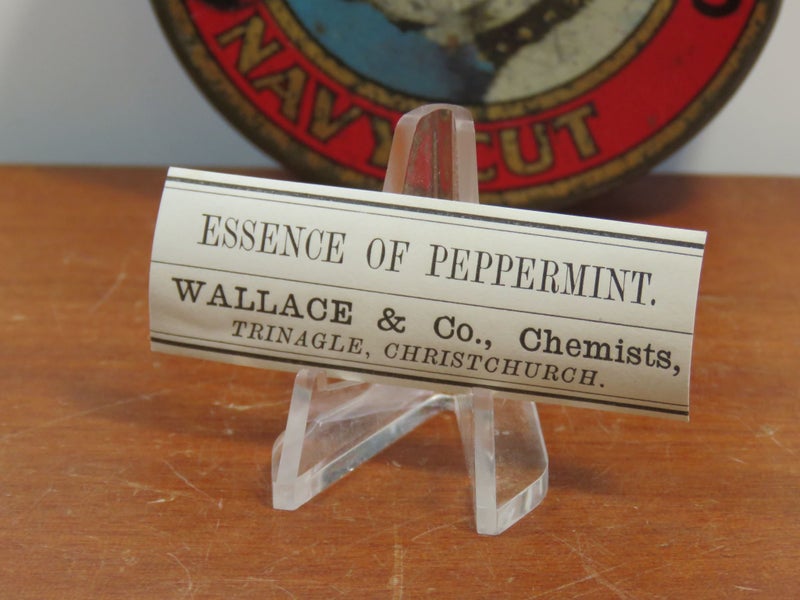 NAVY CUT
ESSENCE OF PEPPERMINT.
WALLACE & Co., Chemists,
TRINAGLE, CHRISTCHURCH.